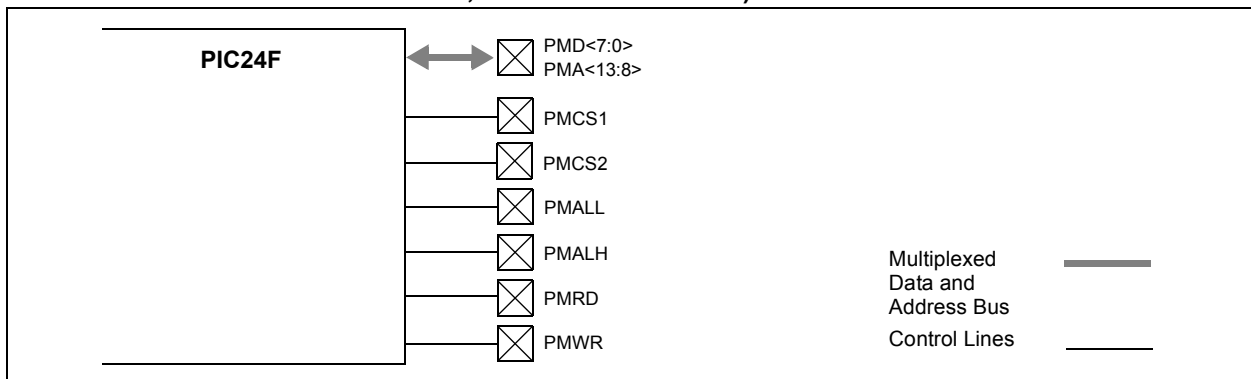 PIC24F
PMD<7:0>
PMA<13:8>
PMCS1
PMCS2
PMALL
PMALH
PMRD
PMWR
Multiplexed
Data and
Address Bus
Control Lines